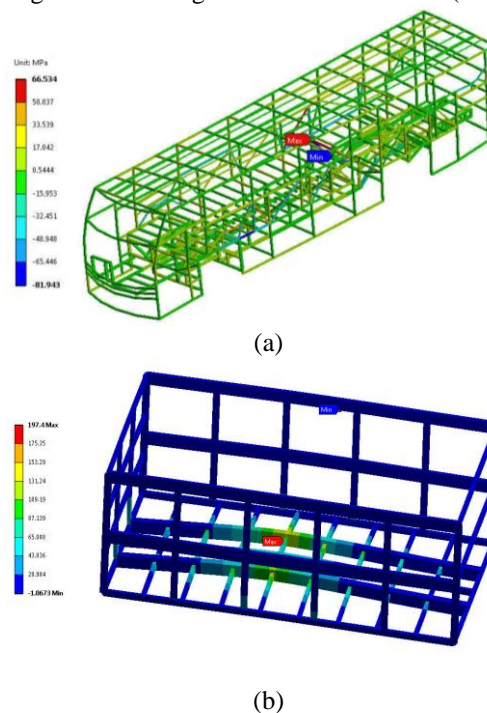 Unit: MPa
66.534
50.037
33.539
17.042
0.5444
-15.953
-32.451
-48.948
-65.446
-81.943
Max
Min
(a)
197.4 Max
175.35
153.29
131.24
109.19
87.139
65.088
43.036
20.984
-1.0673 Min
Min
Max
(b)